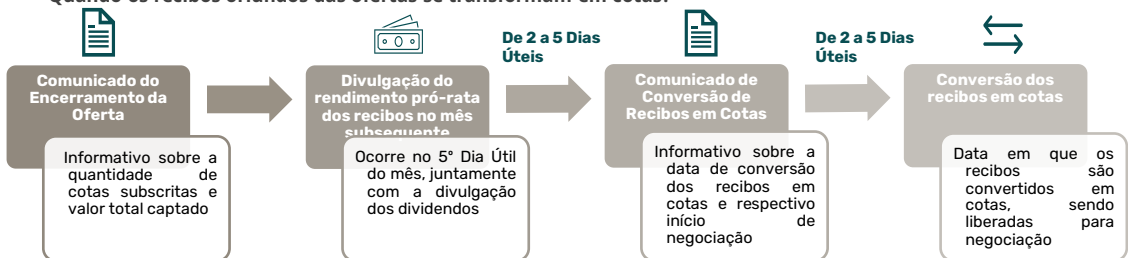 Quando os recibos oriundos das ofertas se transformam em cotas?
De 2 a 5 Dias
Úteis
De 2 a 5 Dias
Úteis
Comunicado do
Encerramento da
Oferta
Informativo sobre a
quantidade de
cotas subscritas e
valor total captado
Divulgação do
rendimento pró-rata
dos recibos no mês
subsequente
Ocorre no 5º Dia Útil
do mês, juntamente
com a divulgação
dos dividendos
Comunicado de
Conversão de
Recibos em Cotas
Informativo sobre a
data de conversão
dos recibos em
cotas e respectivo
início de
negociação
Conversão dos
recibos em cotas
Data em que os
recibos são
convertidos em
cotas, sendo
liberadas para
negociação